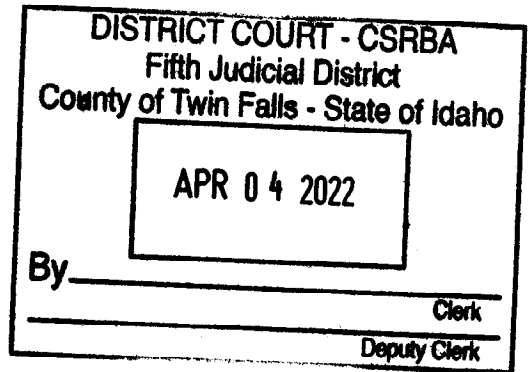 DISTRICT COURT - CSRBA
Fifth Judicial District
County of Twin Falls - State of Idaho
APR 04 2022
By
Clerk
Deputy Clerk